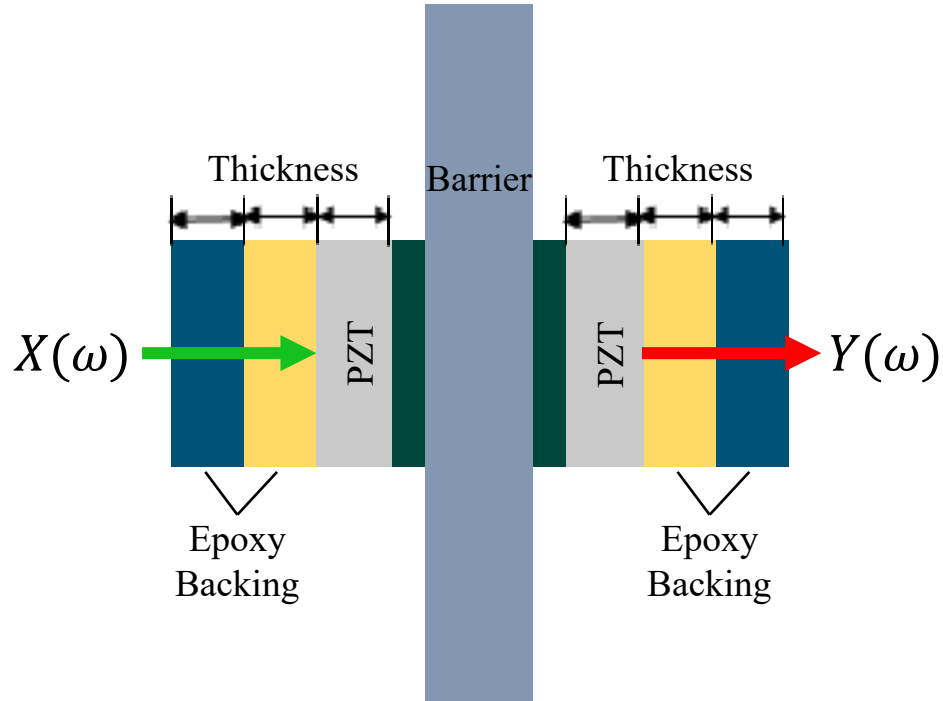 Thickness
Barrier
Thickness
X(ω)
PZT
PZT
Y(ω)
Epoxy
Backing
Epoxy
Backing